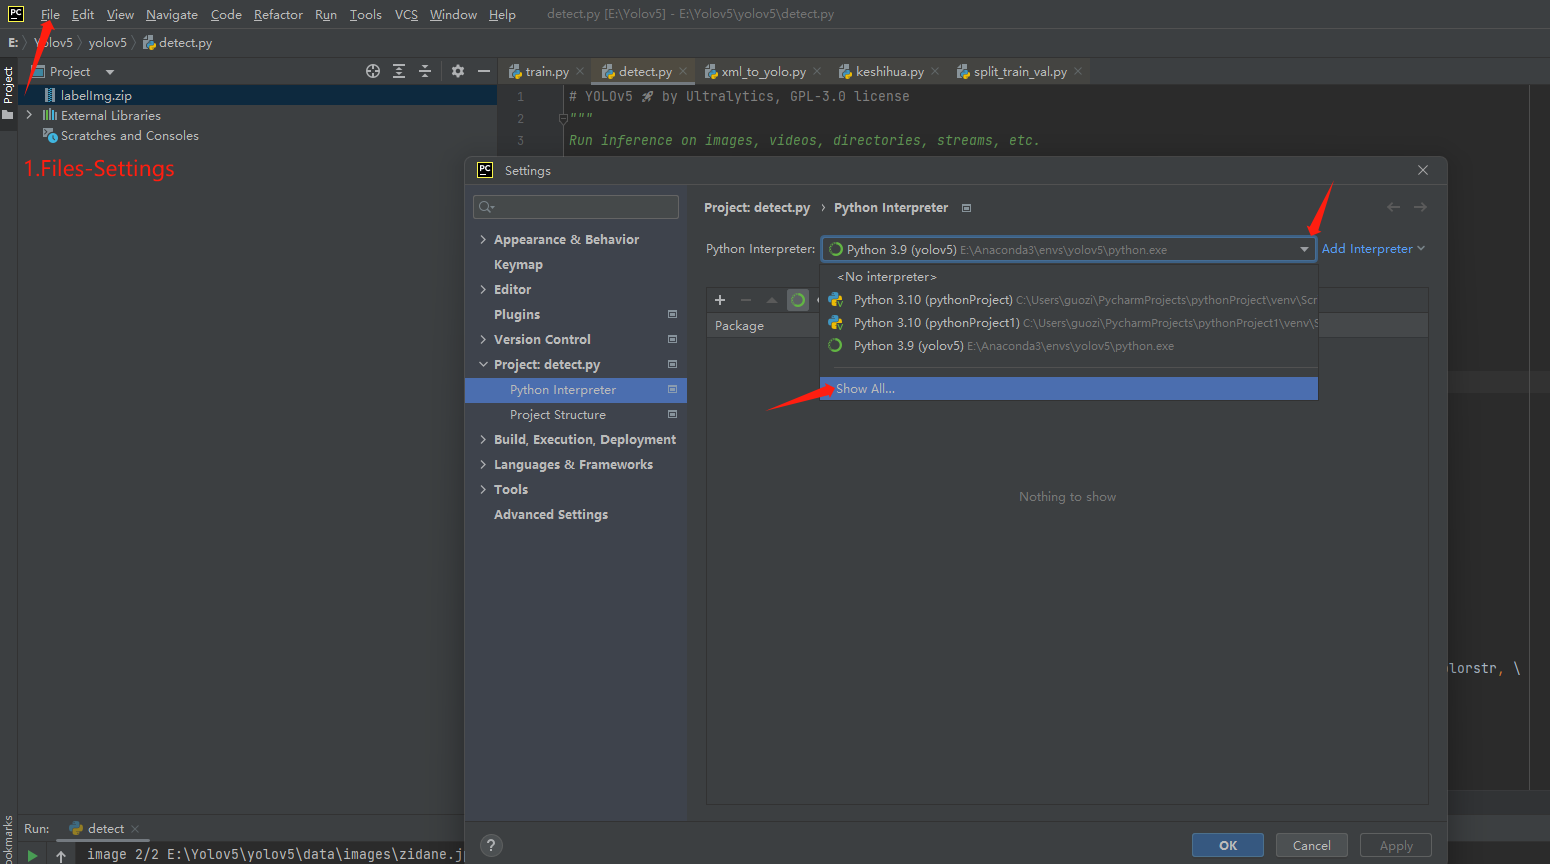 PC File Edit View Navigate Code Refactor Run Tools VCS Window Help detect.py [E:\Yolov5] - E:\Yolov5\yolov5\detect.py
E: Yolov5 yolov5 detect.py
Project
Project
train.py detect.py xml_to_yolo.py keshihua.py split_train_val.py
labelImg.zip
External Libraries
Scratches and Consoles
1.Files-Settings
1 # YOLOv5 🚀 by Ultralytics, GPL-3.0 license
2 """
3 Run inference on images, videos, directories, streams, etc.
PC Settings
Appearance & Behavior
Keymap
Editor
Plugins
Version Control
Project: detect.py
Python Interpreter
Project Structure
Build, Execution, Deployment
Languages & Frameworks
Tools
Advanced Settings
Project: detect.py › Python Interpreter
Python Interpreter: Python 3.9 (yolov5) E:\Anaconda3\envs\yolov5\python.exe Add Interpreter
<No interpreter>
Python 3.10 (pythonProject) C:\Users\guozi\PycharmProjects\pythonProject\venv\Scr
Python 3.10 (pythonProject1) C:\Users\guozi\PycharmProjects\pythonProject1\venv\S
Python 3.9 (yolov5) E:\Anaconda3\envs\yolov5\python.exe
Show All...
Package
Nothing to show
lorstr, \
OK Cancel Apply
ookmarks
Run: detect
image 2/2 E:\Yolov5\yolov5\data\images\zidane.jp